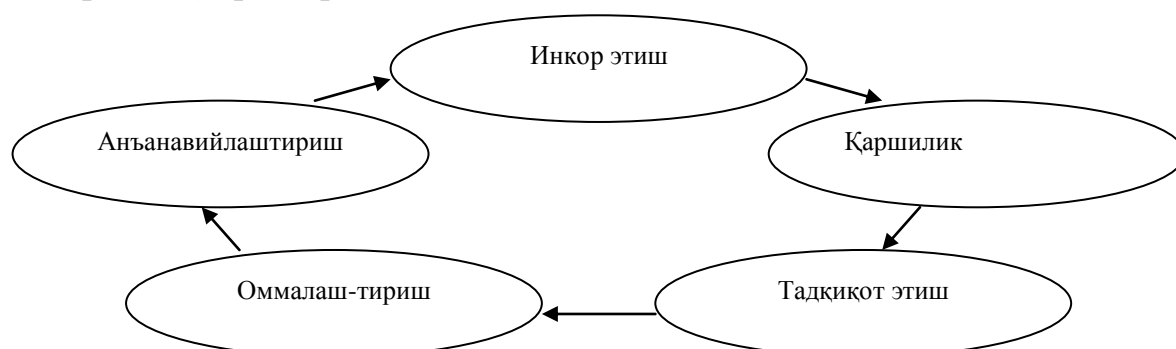 Инкор этиш
Анъанавийлаштириш
Қаршилик
Оммалаш-тириш
Тадқиқот этиш